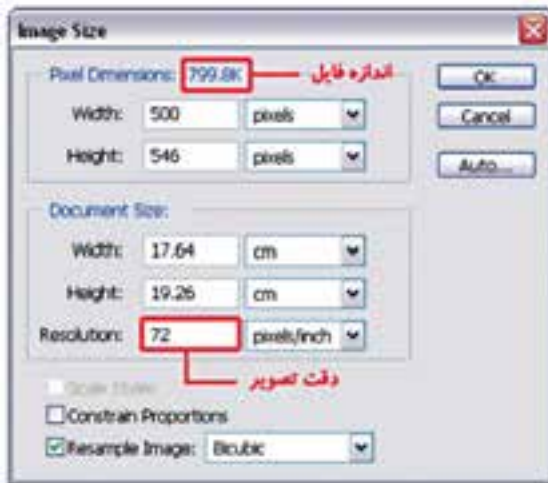 Image Size
Pixel Dimensions: 799.8K اندازه فایل
Width: 500 pixels
Height: 546 pixels
OK
Cancel
Auto...
Document Size:
Width: 17.64 cm
Height: 19.26 cm
Resolution: 72 pixels/inch
دقت تصویر
Scale Styles
Constrain Proportions
Resample Image: Bicubic